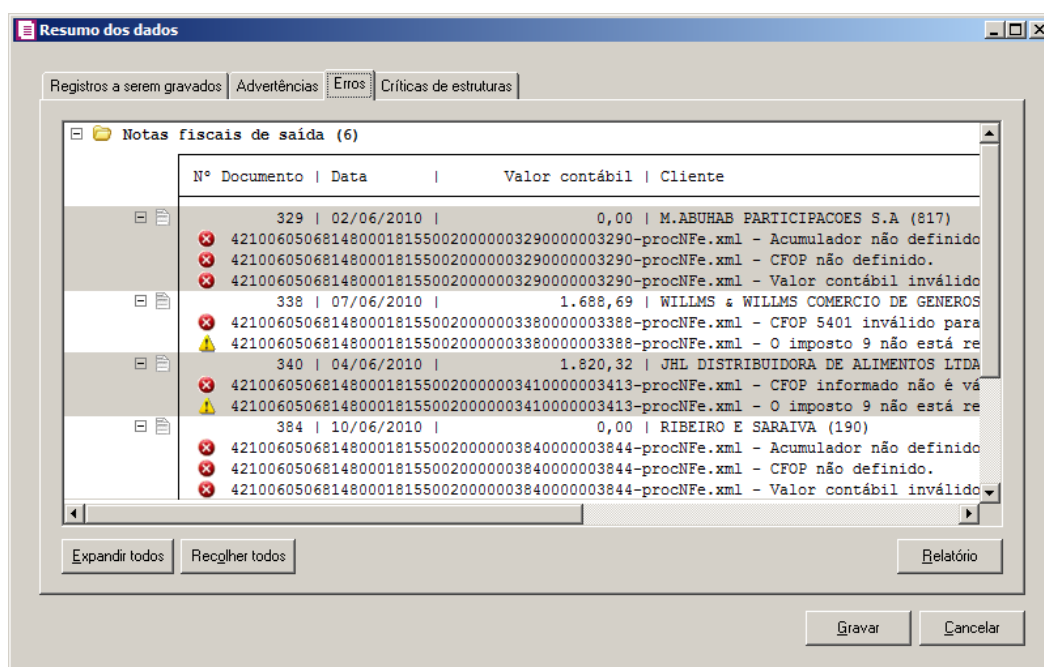 Resumo dos dados
Registros a serem gravados Advertências Erros Críticas de estruturas
Notas fiscais de saída (6)
Nº Documento | Data | Valor contábil | Cliente
329 | 02/06/2010 | 0,00 | M.ABUHAB PARTICIPACOES S.A (817)
42100605068148000181550020000003290000003290-procNFe.xml - Acumulador não definido
42100605068148000181550020000003290000003290-procNFe.xml - CFOP não definido.
42100605068148000181550020000003290000003290-procNFe.xml - Valor contábil inválido
338 | 07/06/2010 | 1.688,69 | WILLMS & WILLMS COMERCIO DE GENEROS
42100605068148000181550020000003380000003388-procNFe.xml - CFOP 5401 inválido para
42100605068148000181550020000003380000003388-procNFe.xml - O imposto 9 não está re
340 | 04/06/2010 | 1.820,32 | JHL DISTRIBUIDORA DE ALIMENTOS LTDA
42100605068148000181550020000003410000003413-procNFe.xml - CFOP informado não é vá
42100605068148000181550020000003410000003413-procNFe.xml - O imposto 9 não está re
384 | 10/06/2010 | 0,00 | RIBEIRO E SARAIVA (190)
42100605068148000181550020000003840000003844-procNFe.xml - Acumulador não definido
42100605068148000181550020000003840000003844-procNFe.xml - CFOP não definido.
42100605068148000181550020000003840000003844-procNFe.xml - Valor contábil inválido
Expandir todos Recolher todos Relatório
Gravar Cancelar